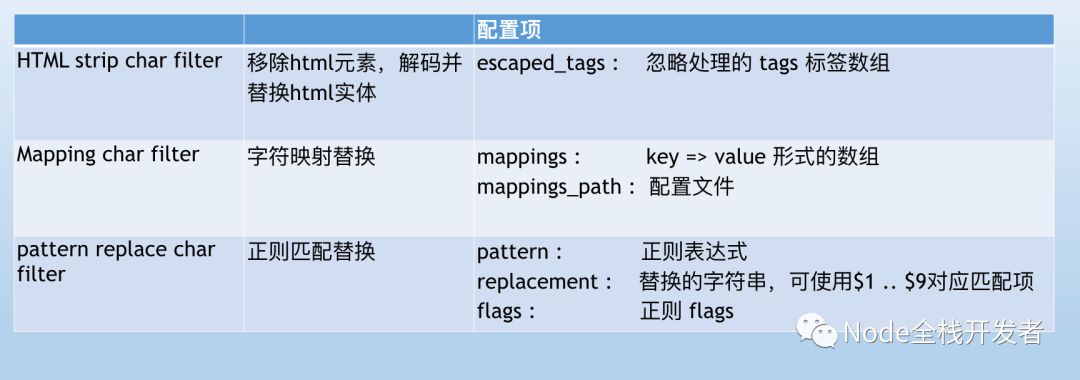 配置项
HTML strip char filter
移除html元素，解码并
替换html实体
escaped_tags： 忽略处理的 tags 标签数组
Mapping char filter
字符映射替换
mappings： key => value 形式的数组
mappings_path： 配置文件
pattern replace char
filter
正则匹配替换
pattern： 正则表达式
replacement： 替换的字符串，可使用$1 .. $9对应匹配项
flags： 正则 flags
Node全栈开发者